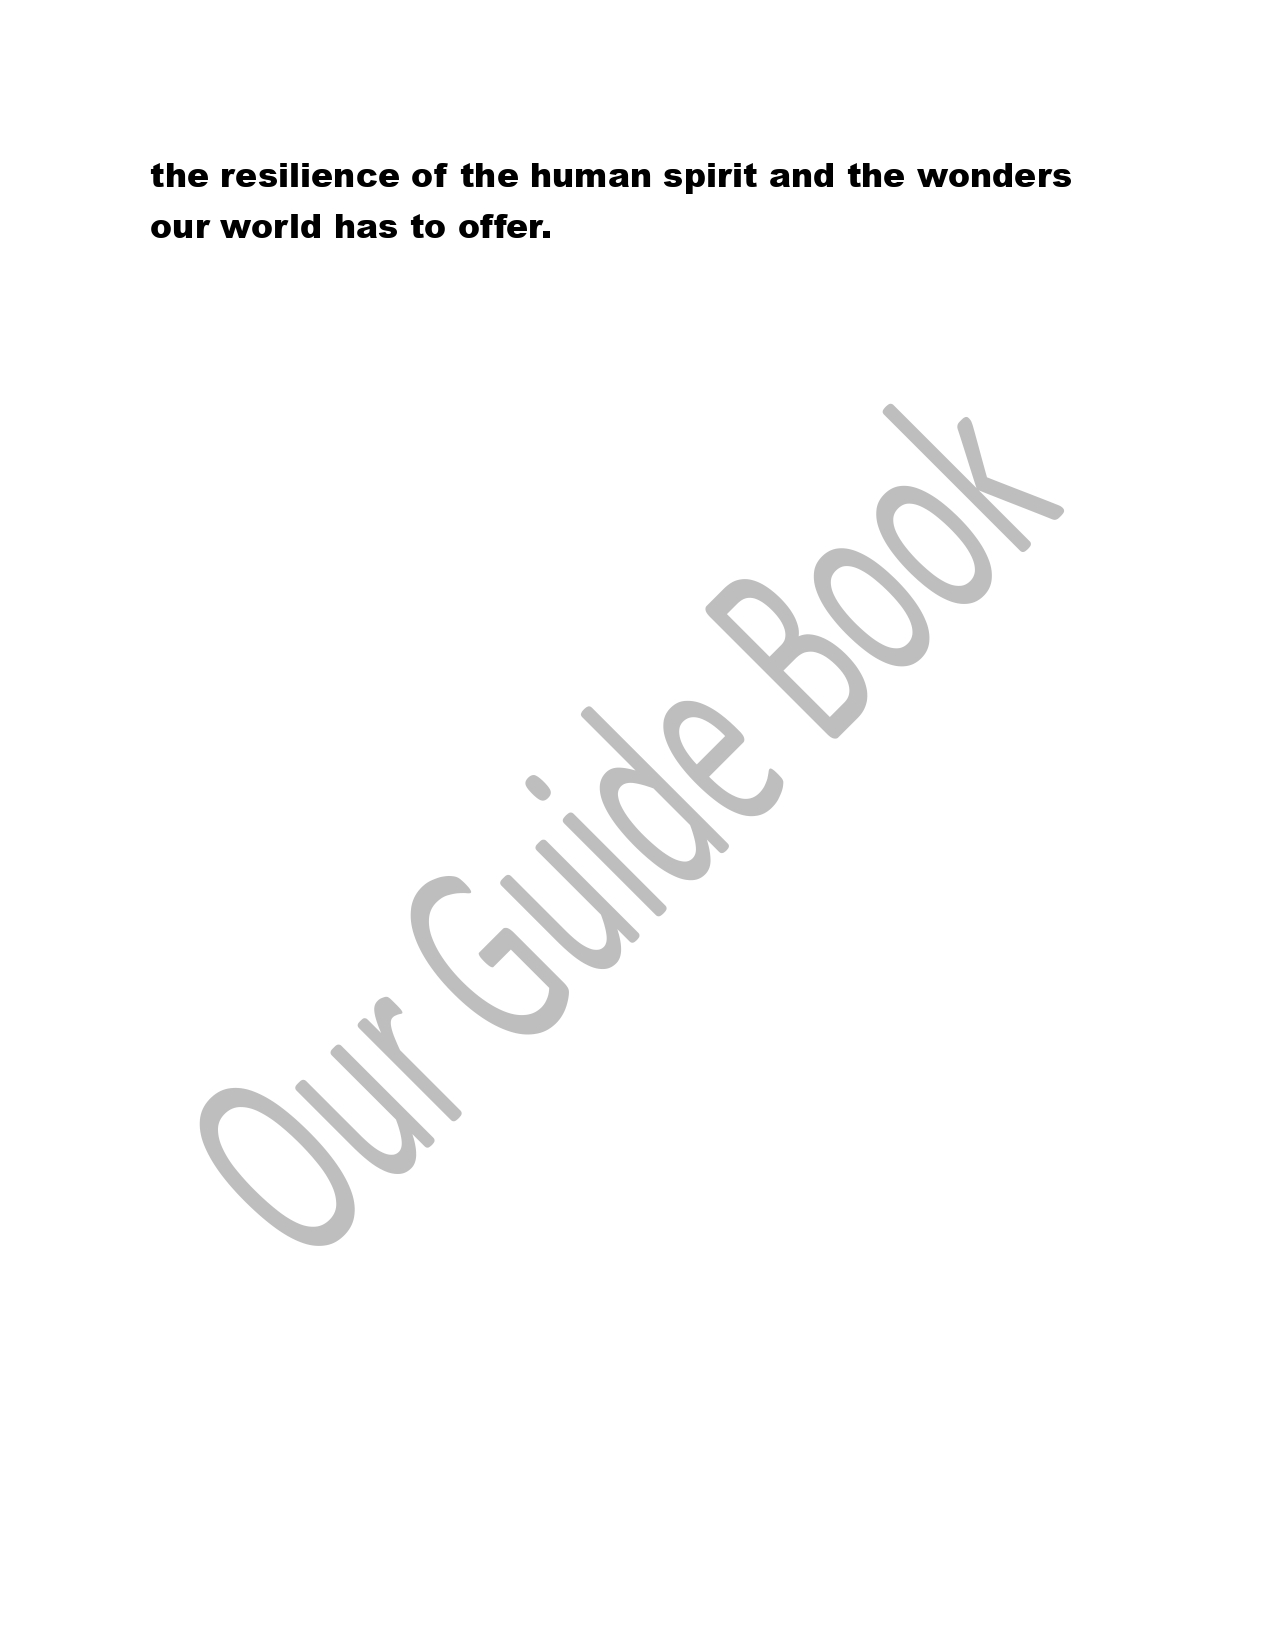 the resilience of the human spirit and the wonders
our world has to offer.
Our Guide Book